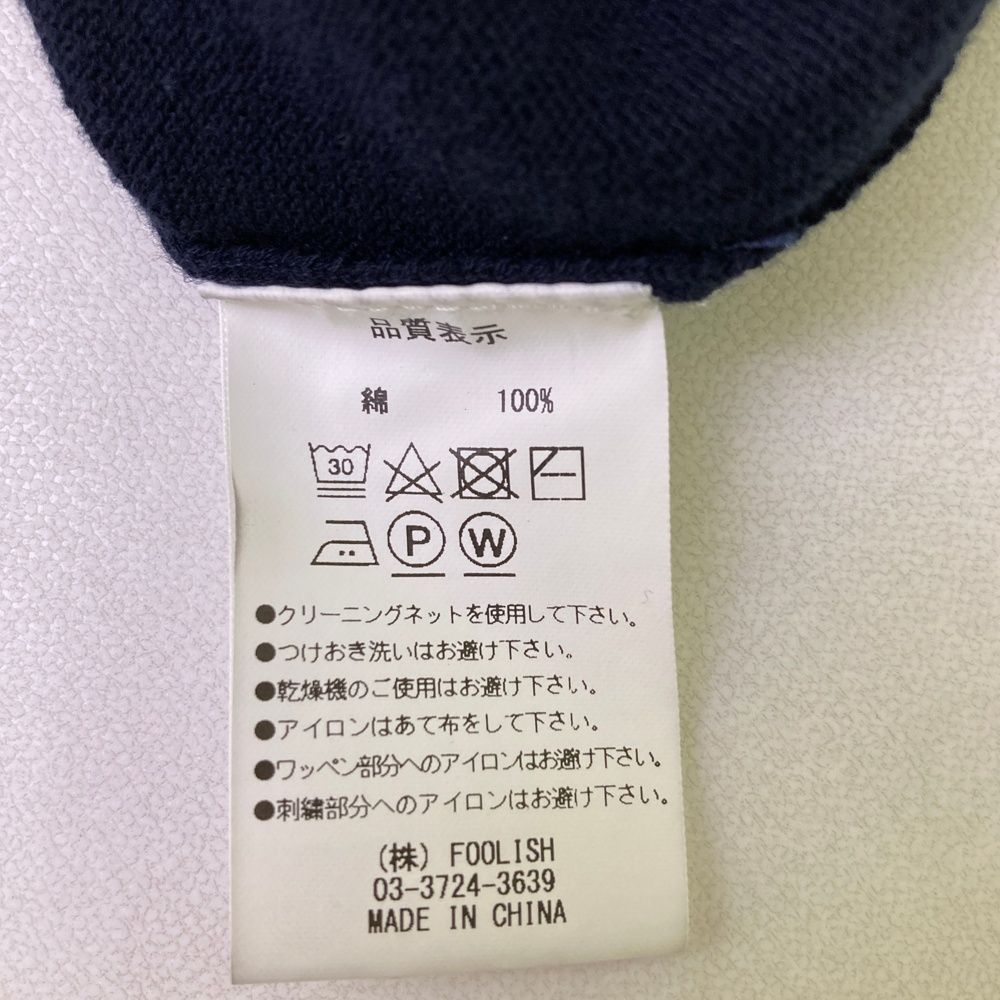 品質表示
綿 100%
30
P W
●クリーニングネットを使用して下さい。
●つけおき洗いはお避け下さい。
●乾燥機のご使用はお避け下さい。
●アイロンはあて布をして下さい。
●ワッペン部分へのアイロンはお避け下さい。
●刺繍部分へのアイロンはお避け下さい。
(株) FOOLISH
03-3724-3639
MADE IN CHINA